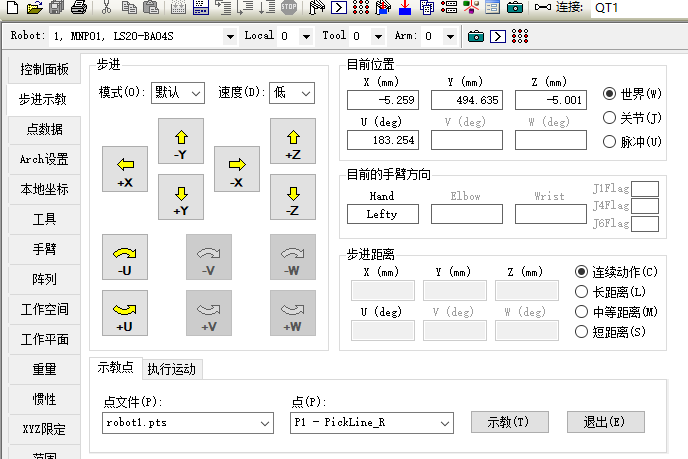 STOP
连接: QT1
Robot: 1, MNP01, LS20-BA04S Local 0 Tool 0 Arm: 0
控制面板
步进示教
点数据
Arch设置
本地坐标
工具
手臂
阵列
工作空间
工作平面
重量
惯性
XYZ限定
范围
步进
模式(O): 默认 速度(D): 低
-Y
+Z
+X
-X
+Y
-Z
-U
-V
-W
+U
+V
+W
目前位置
X (mm) Y (mm) Z (mm)
-5.259 494.635 -5.001
U (deg) V (deg) W (deg)
183.254
世界(W)
关节(J)
脉冲(U)
目前的手臂方向
Hand Elbow Wrist
Lefty
J1Flag
J4Flag
J6Flag
步进距离
X (mm) Y (mm) Z (mm)
U (deg) V (deg) W (deg)
连续动作(C)
长距离(L)
中等距离(M)
短距离(S)
示教点 执行运动
点文件(P): 点(P):
robot1.pts P1 - PickLine_R 示教(T) 退出(E)